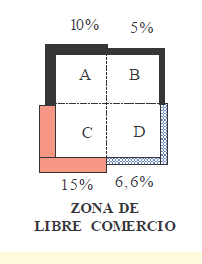 10% 5%
A B
C D
15% 6,6%
ZONA DE
LIBRE COMERCIO